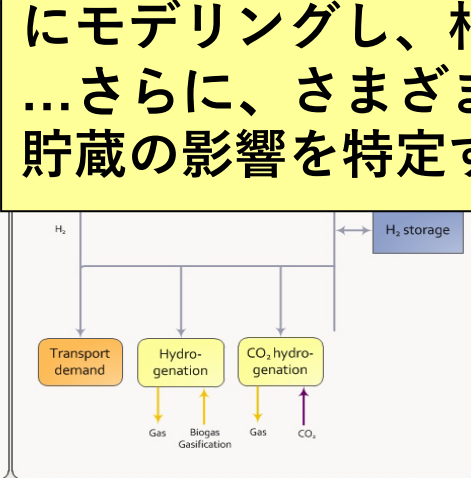 にモデリングし、
…さらに、さまざま
貯蔵の影響を特定す
H₂
H₂ storage
Transport
demand
Hydro-
genation
CO₂ hydro-
genation
Gas
Biogas
Gasification
Gas
CO₂